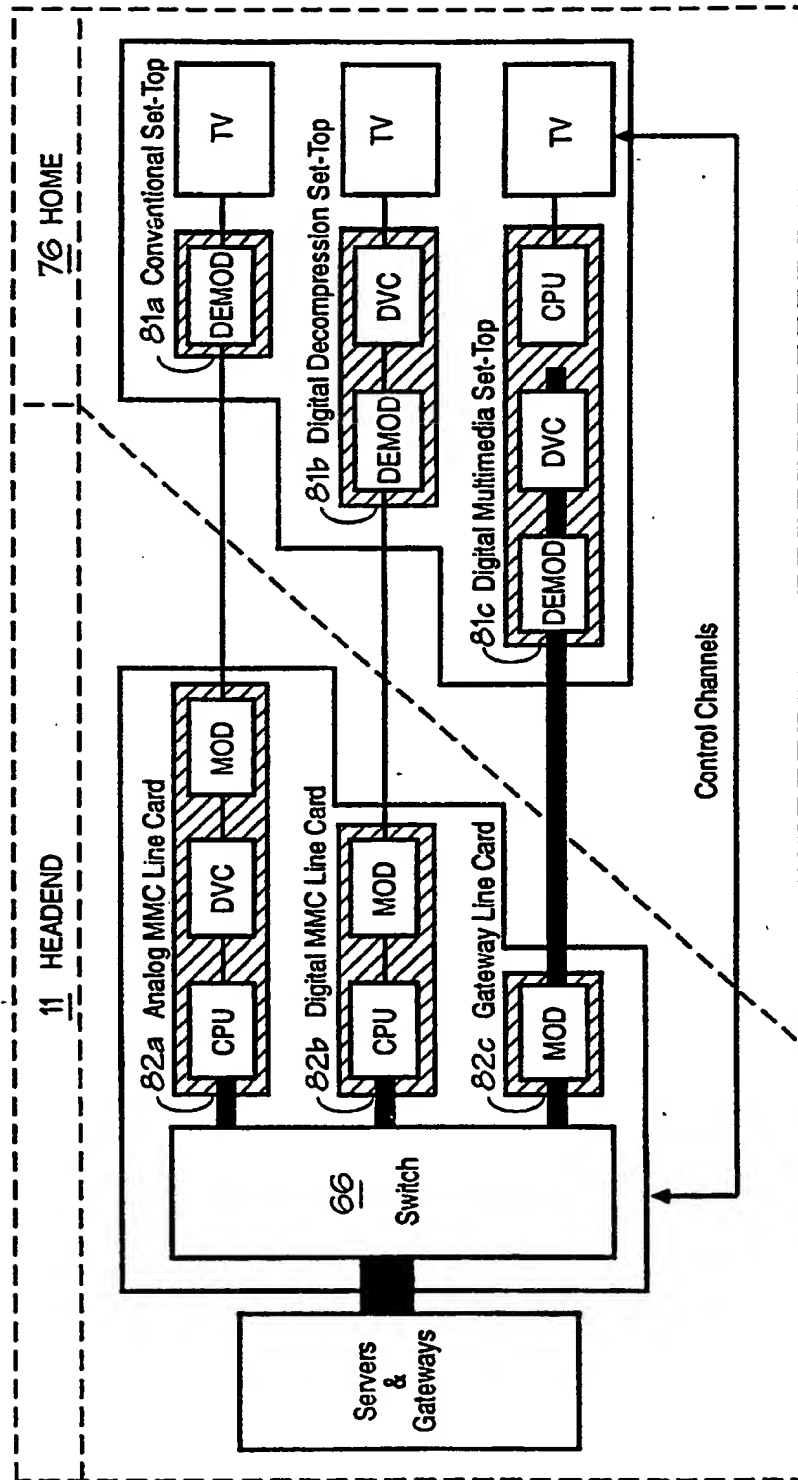 11 HEADEND
76 HOME
Servers
&
Gateways
66
Switch
82a Analog MMC Line Card
CPU
DVC
MOD
81a Conventional Set-Top
DEMOD
TV
82b Digital MMC Line Card
CPU
MOD
81b Digital Decompression Set-Top
DEMOD
DVC
TV
82c Gateway Line Card
MOD
81c Digital Multimedia Set-Top
DEMOD
DVC
CPU
TV
Control Channels